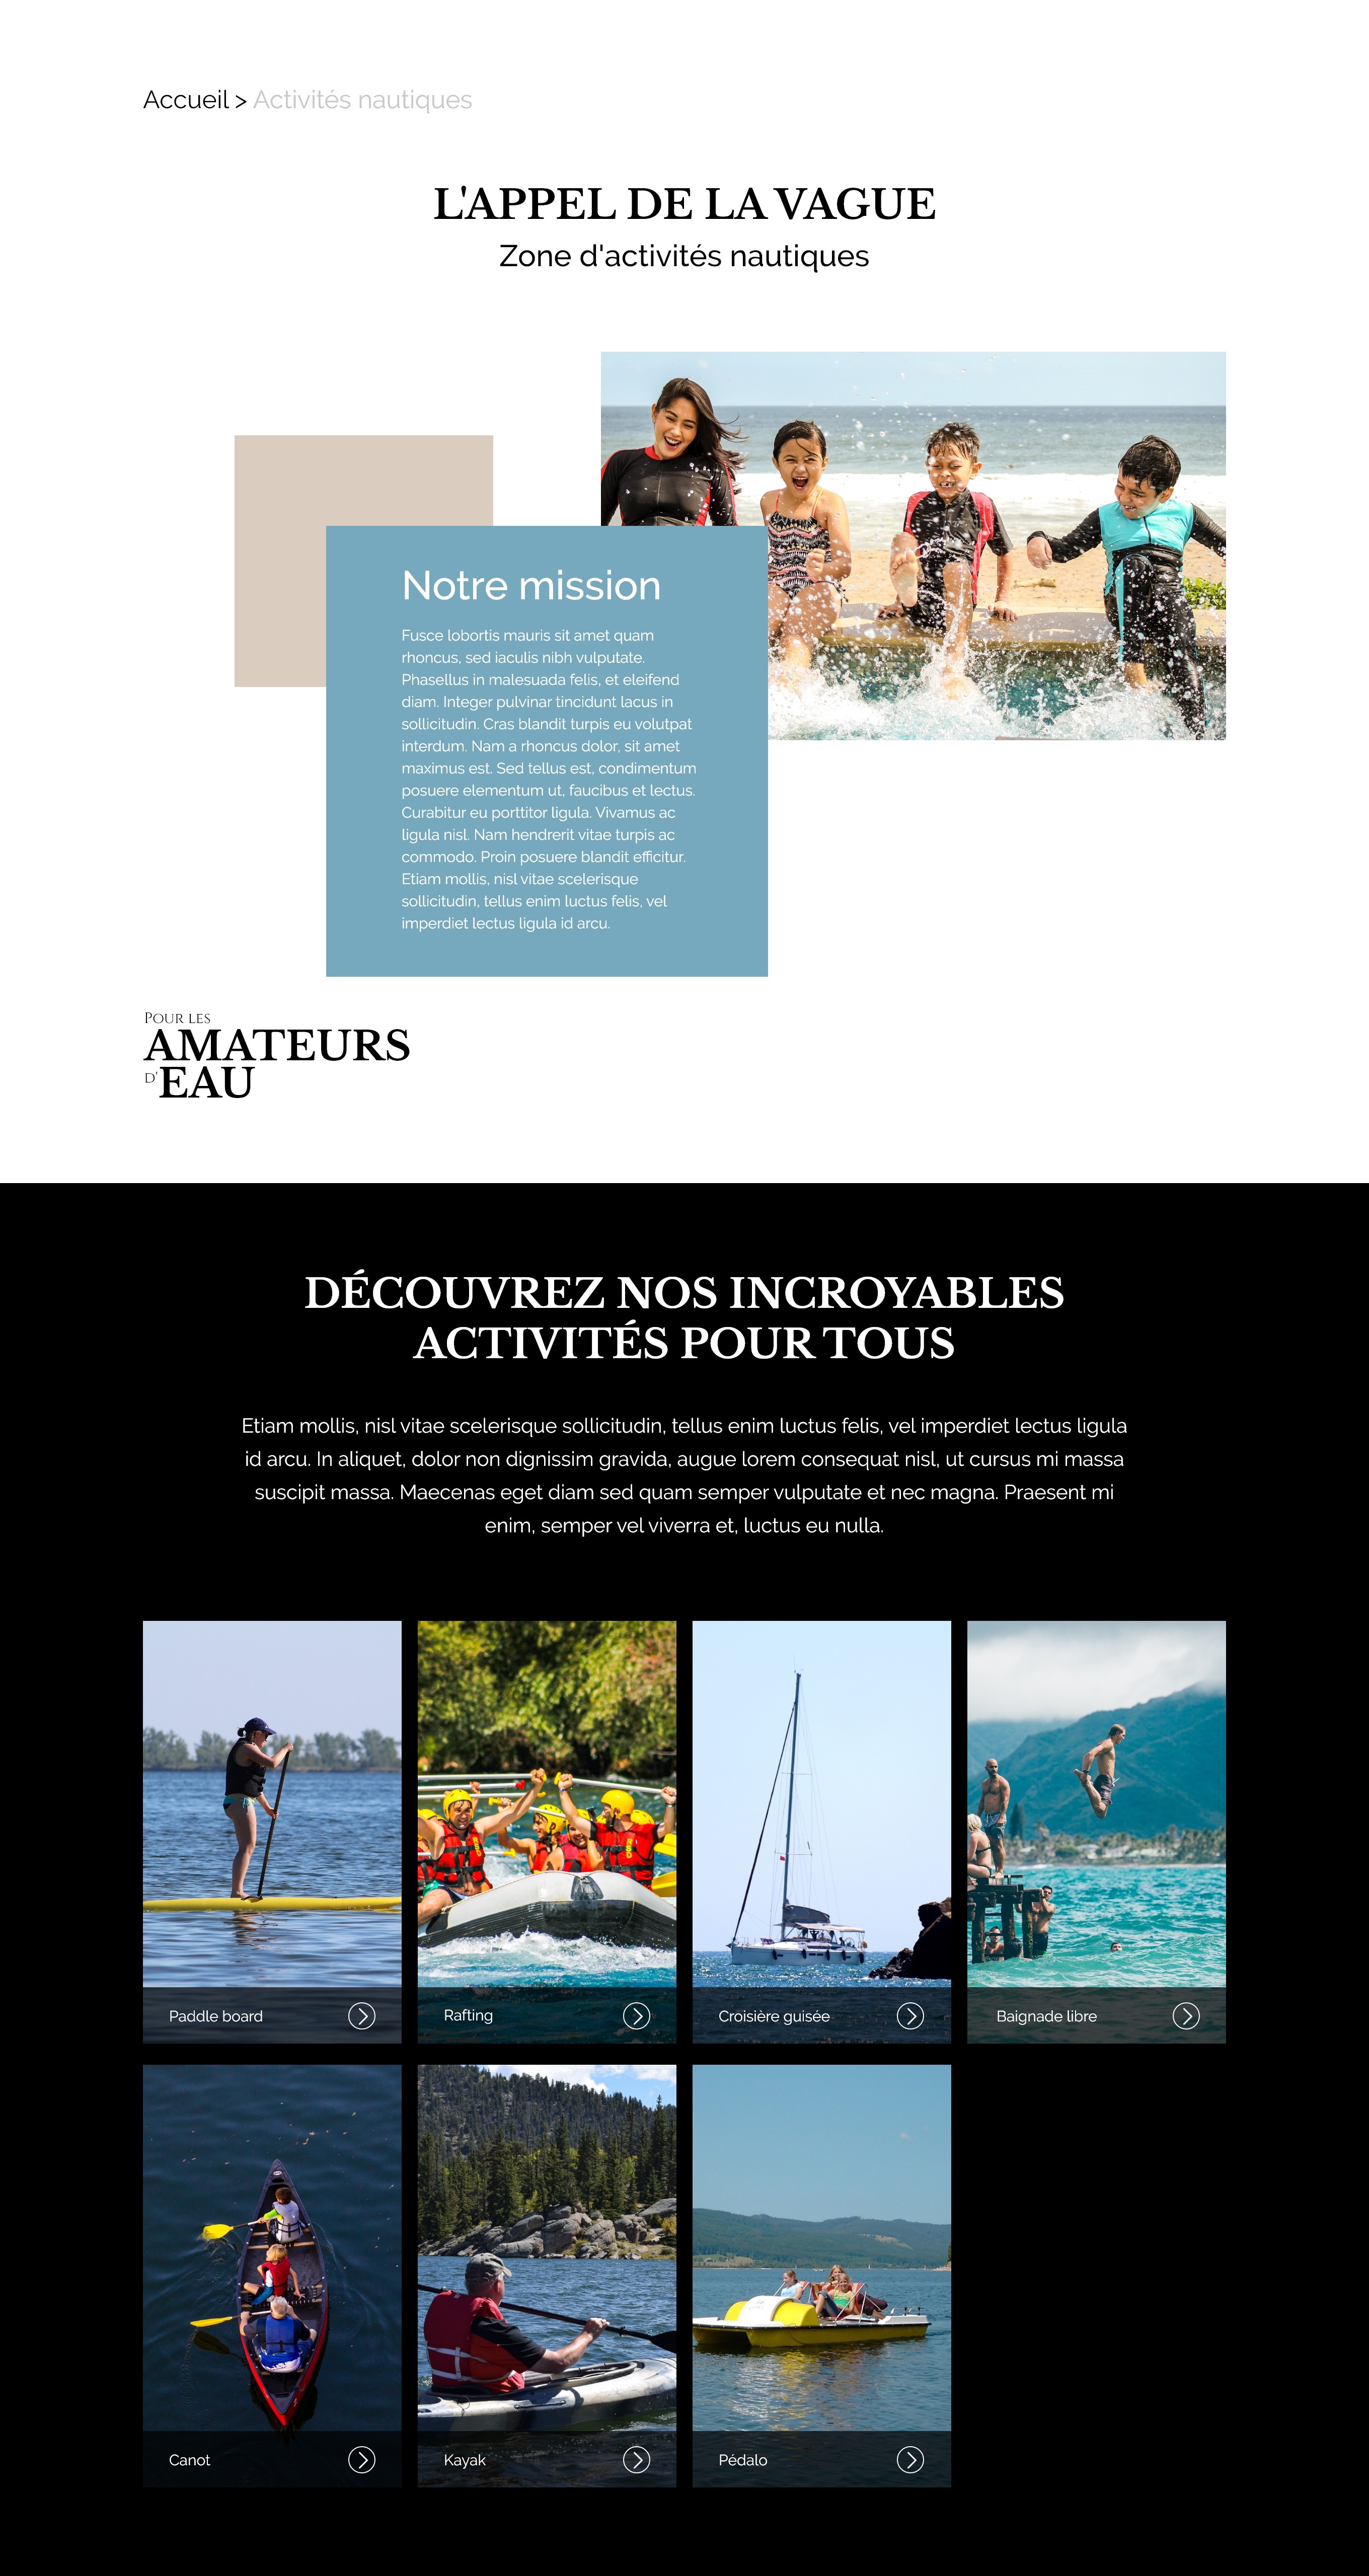 Accueil > Activités nautiques
L'APPEL DE LA VAGUE
Zone d'activités nautiques
Notre mission
Fusce lobortis mauris sit amet quam
rhoncus, sed iaculis nibh vulputate.
Phasellus in malesuada felis, et eleifend
diam. Integer pulvinar tincidunt lacus in
sollicitudin. Cras blandit turpis eu volutpat
interdum. Nam a rhoncus dolor, sit amet
maximus est. Sed tellus est, condimentum
posuere elementum ut, faucibus et lectus.
Curabitur eu porttitor ligula. Vivamus ac
ligula nisl. Nam hendrerit vitae turpis ac
commodo. Proin posuere blandit efficitur.
Etiam mollis, nisl vitae scelerisque
sollicitudin, tellus enim luctus felis, vel
imperdiet lectus ligula id arcu.
POUR LES
AMATEURS
D'EAU
DÉCOUVREZ NOS INCROYABLES
ACTIVITÉS POUR TOUS
Etiam mollis, nisl vitae scelerisque sollicitudin, tellus enim luctus felis, vel imperdiet lectus ligula
id arcu. In aliquet, dolor non dignissim gravida, augue lorem consequat nisl, ut cursus mi massa
suscipit massa. Maecenas eget diam sed quam semper vulputate et nec magna. Praesent mi
enim, semper vel viverra et, luctus eu nulla.
Paddle board
Rafting
Croisière guisée
Baignade libre
Canot
Kayak
Pédalo